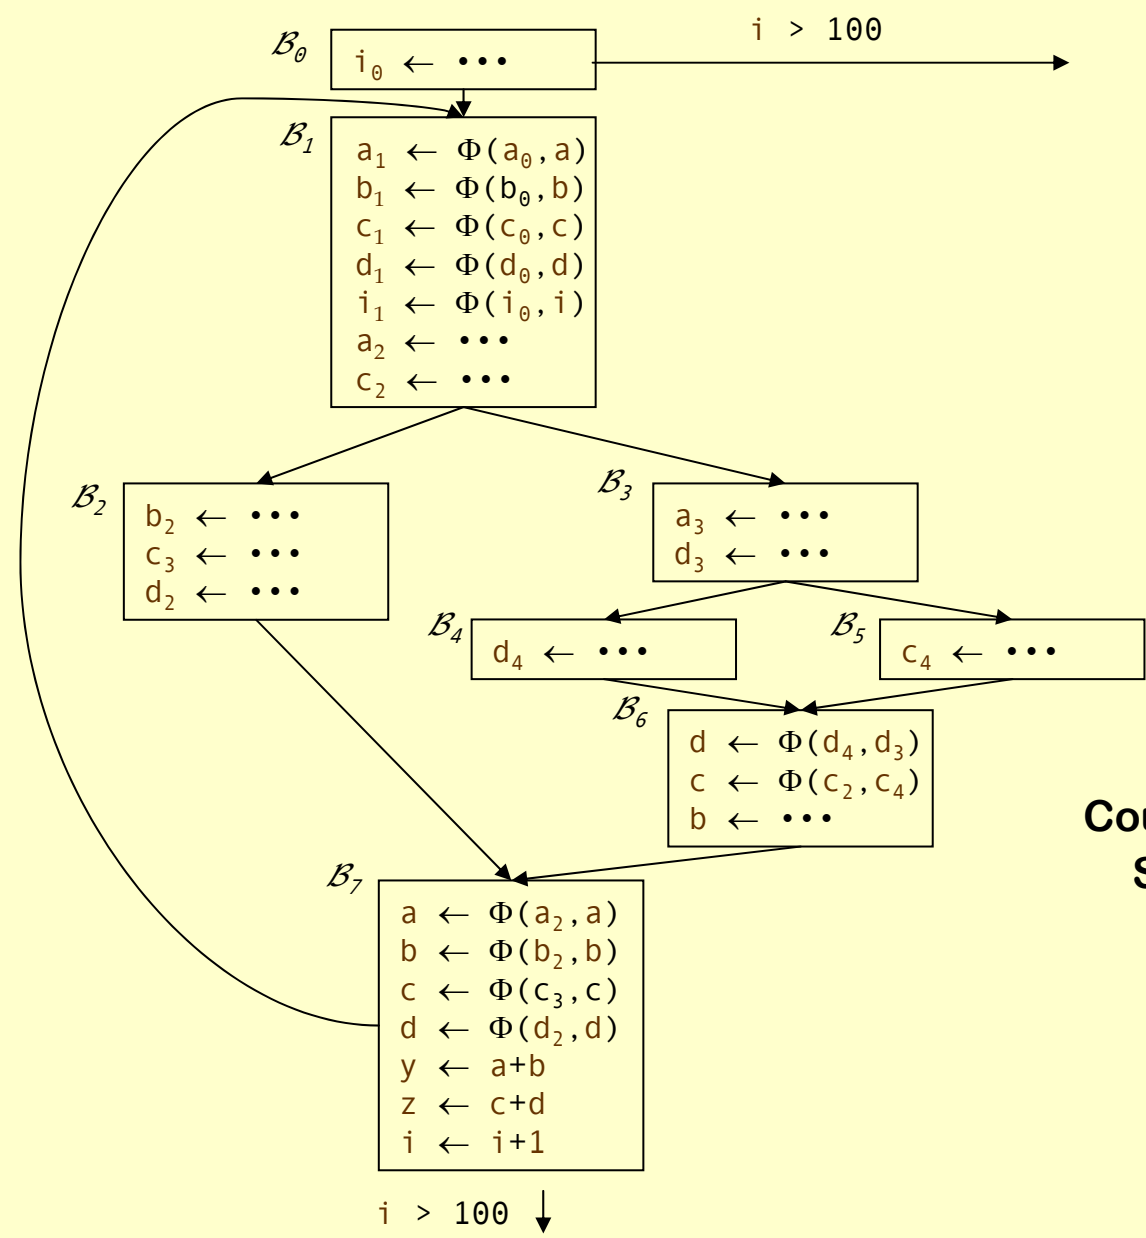 i > 100
ℬ₀
i₀ ← •••
ℬ₁
a₁ ← Φ(a₀,a)
b₁ ← Φ(b₀,b)
c₁ ← Φ(c₀,c)
d₁ ← Φ(d₀,d)
i₁ ← Φ(i₀,i)
a₂ ← •••
c₂ ← •••
ℬ₂
b₂ ← •••
c₃ ← •••
d₂ ← •••
ℬ₃
a₃ ← •••
d₃ ← •••
ℬ₄
d₄ ← •••
ℬ₅
c₄ ← •••
ℬ₆
d ← Φ(d₄,d₃)
c ← Φ(c₂,c₄)
b ← •••
ℬ₇
a ← Φ(a₂,a)
b ← Φ(b₂,b)
c ← Φ(c₃,c)
d ← Φ(d₂,d)
y ← a+b
z ← c+d
i ← i+1
i > 100